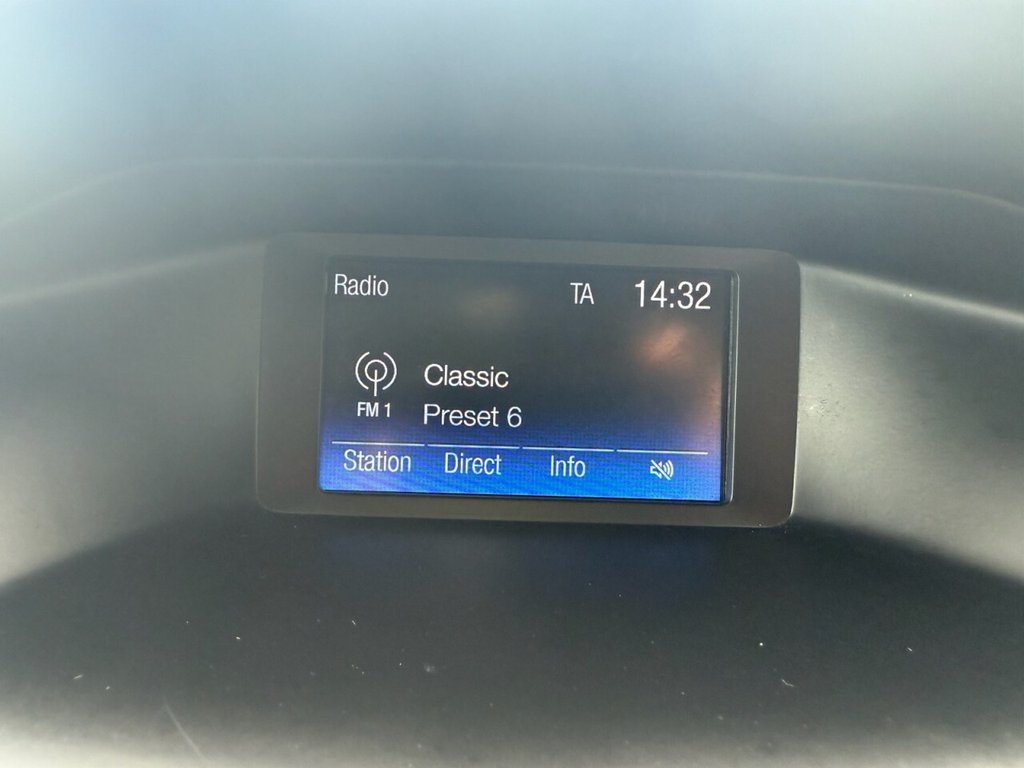 Radio TA 14:32
Classic
FM 1 Preset 6
Station Direct Info